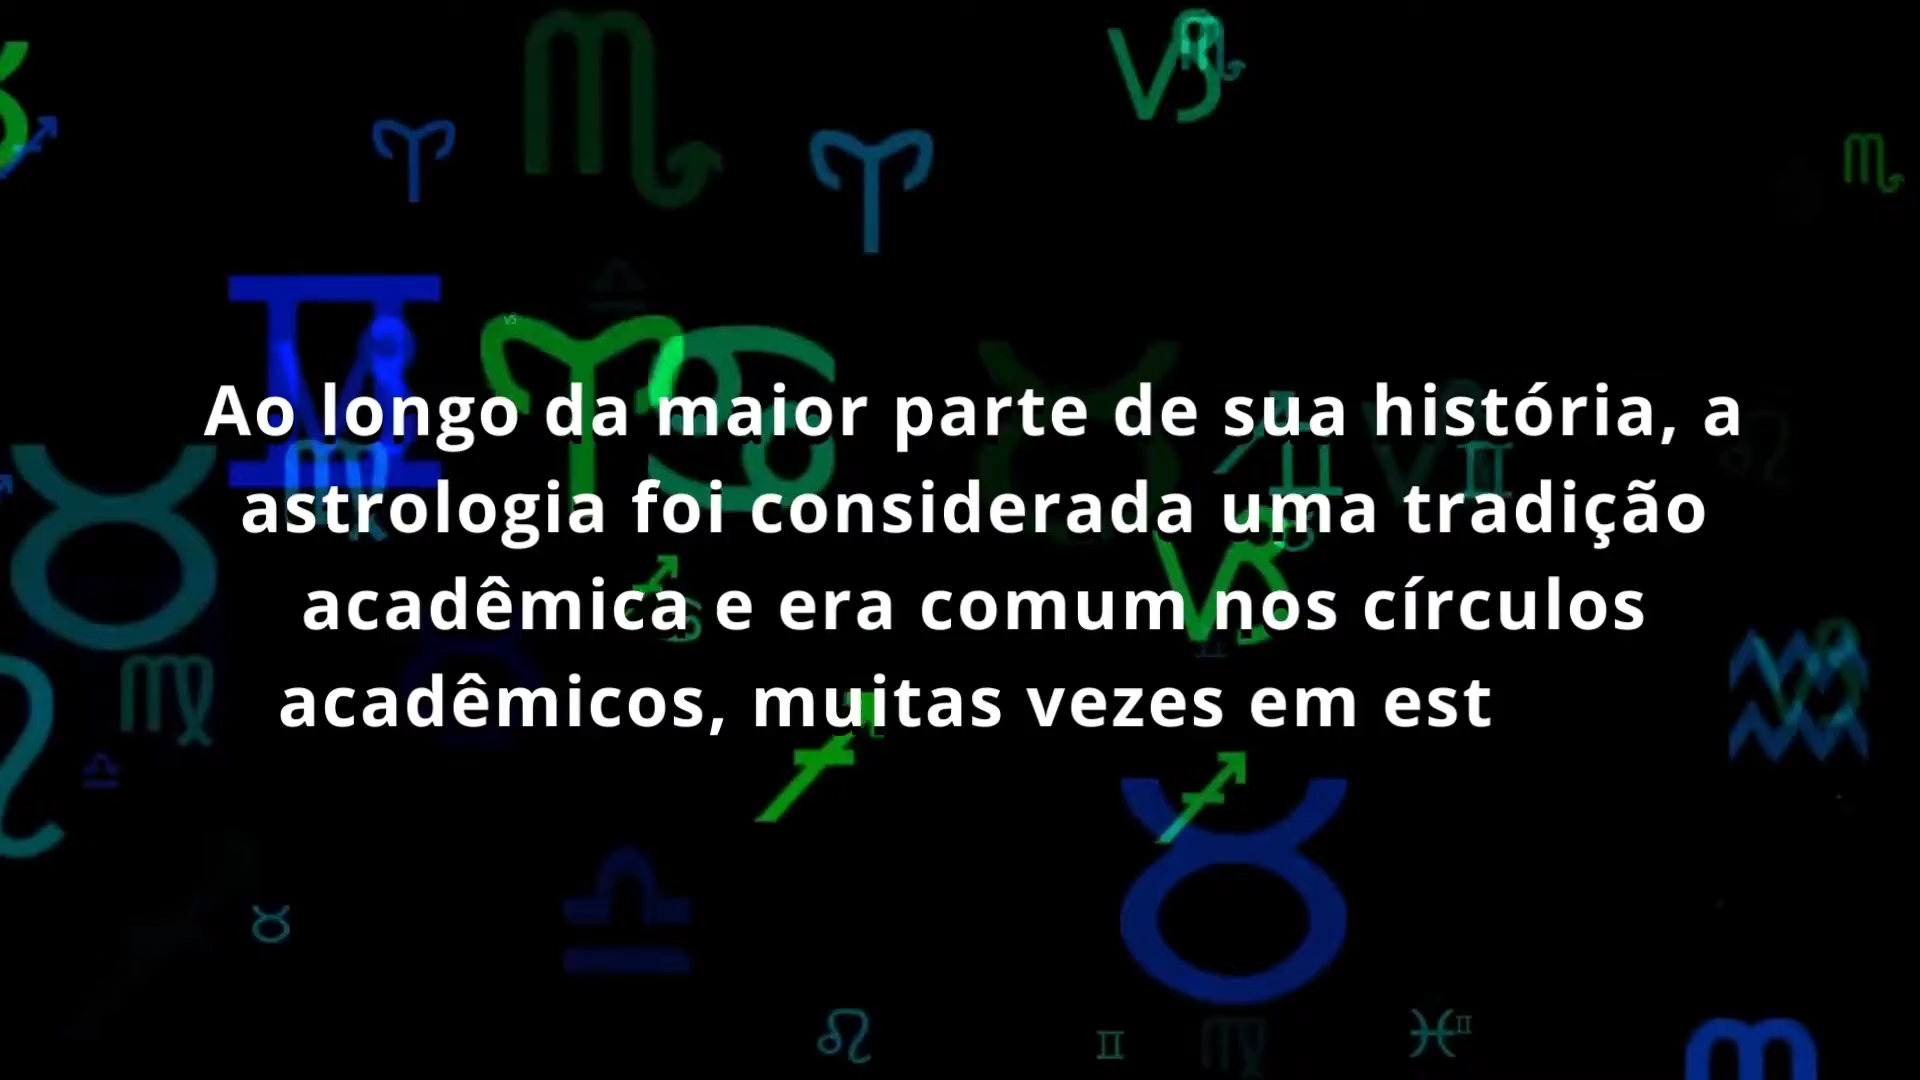 Ao longo da maior parte de sua história, a
astrologia foi considerada uma tradição
acadêmica e era comum nos círculos
acadêmicos, muitas vezes em est